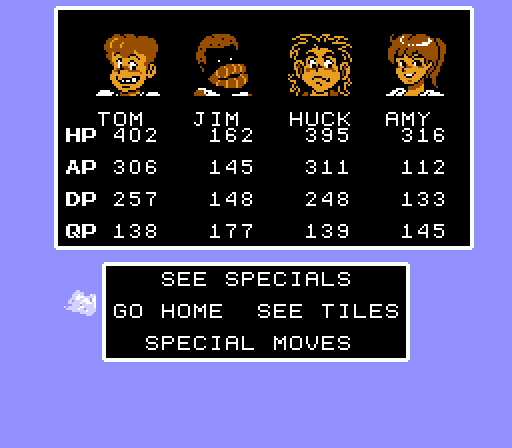 TOM JIM HUCK AMY
HP 402 162 395 316
AP 306 145 311 112
DP 257 148 248 133
QP 138 177 139 145
SEE SPECIALS
GO HOME SEE TILES
SPECIAL MOVES